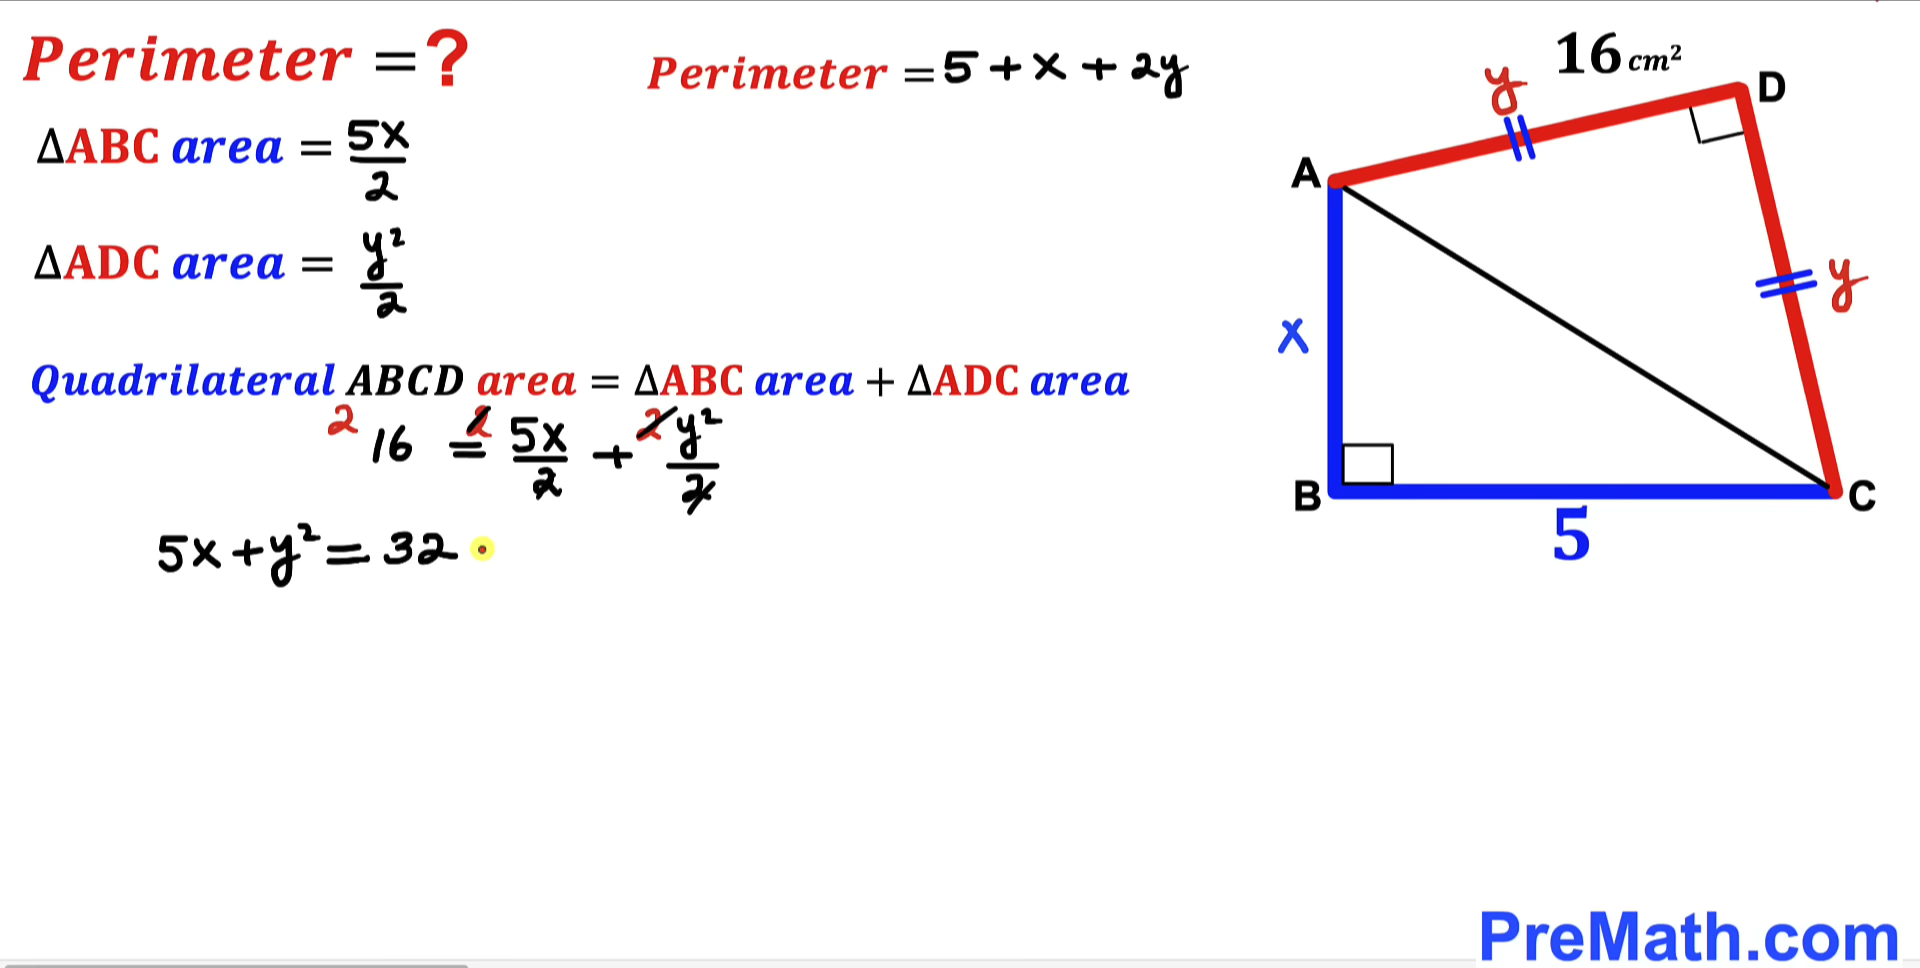 Perimeter = ?
Perimeter = 5 + x + 2y
16 cm²
ΔABC area = 5x/2
ΔADC area = y²/2
Quadrilateral ABCD area = ΔABC area + ΔADC area
2 16 = 2 5x/2 + 2 y²/2
5x + y² = 32
y
D
A
y
x
B
C
5
PreMath.com